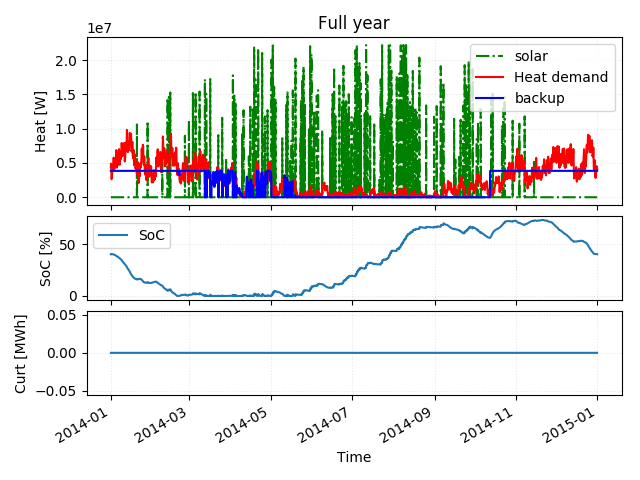 Full year
1e7
Heat [W]
2.0
1.5
1.0
0.5
0.0
solar
Heat demand
backup
SoC [%]
50
0
SoC
Curt [MWh]
0.05
0.00
−0.05
2014-01
2014-03
2014-05
2014-07
2014-09
2014-11
2015-01
Time